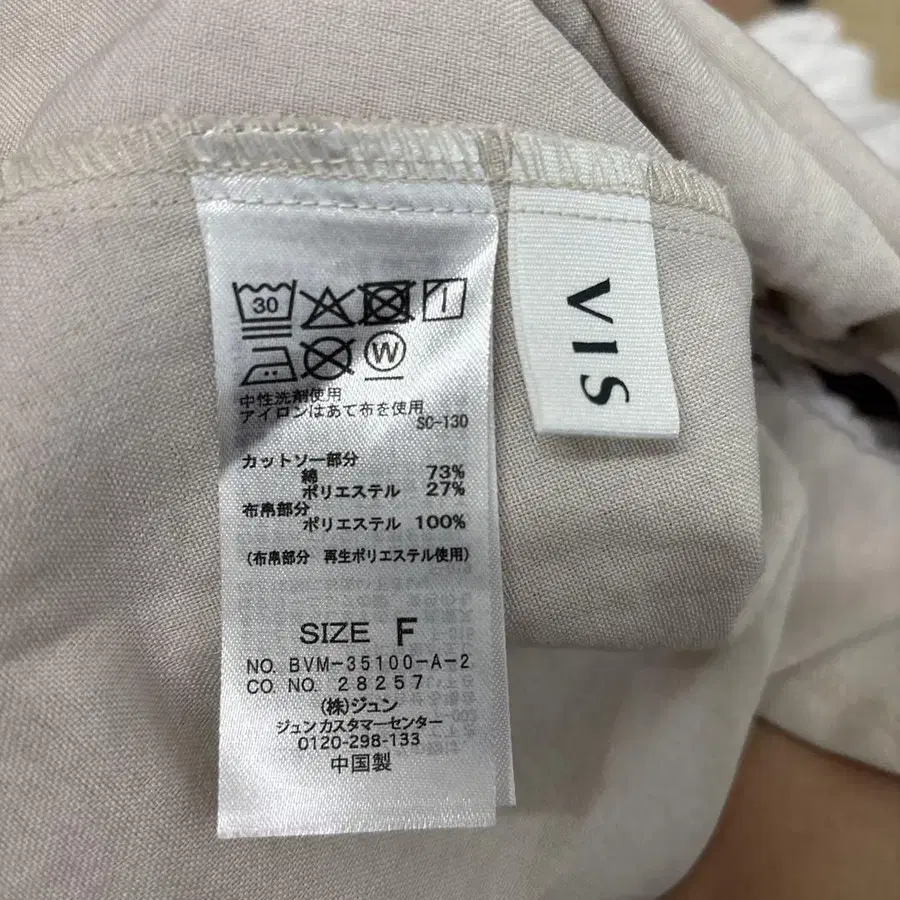 30
W
中性洗剤使用
アイロンはあて布を使用
SC-130
カットソー部分
綿 73%
ポリエステル 27%
布帛部分
ポリエステル 100%
(布帛部分 再生ポリエステル使用)
SIZE F
NO. BVM-35100-A-2
CO. NO. 28257
(株)ジュン
ジュンカスタマーセンター
0120-298-133
中国製
VIS